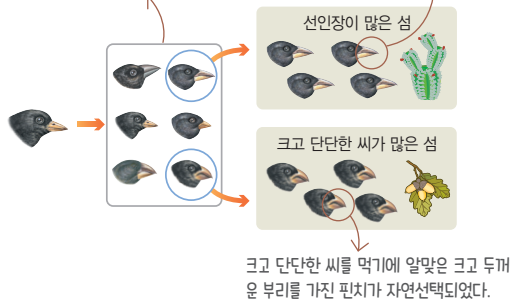 선인장이 많은 섬
크고 단단한 씨가 많은 섬
크고 단단한 씨를 먹기에 알맞은 크고 두꺼
운 부리를 가진 핀치가 자연선택되었다.